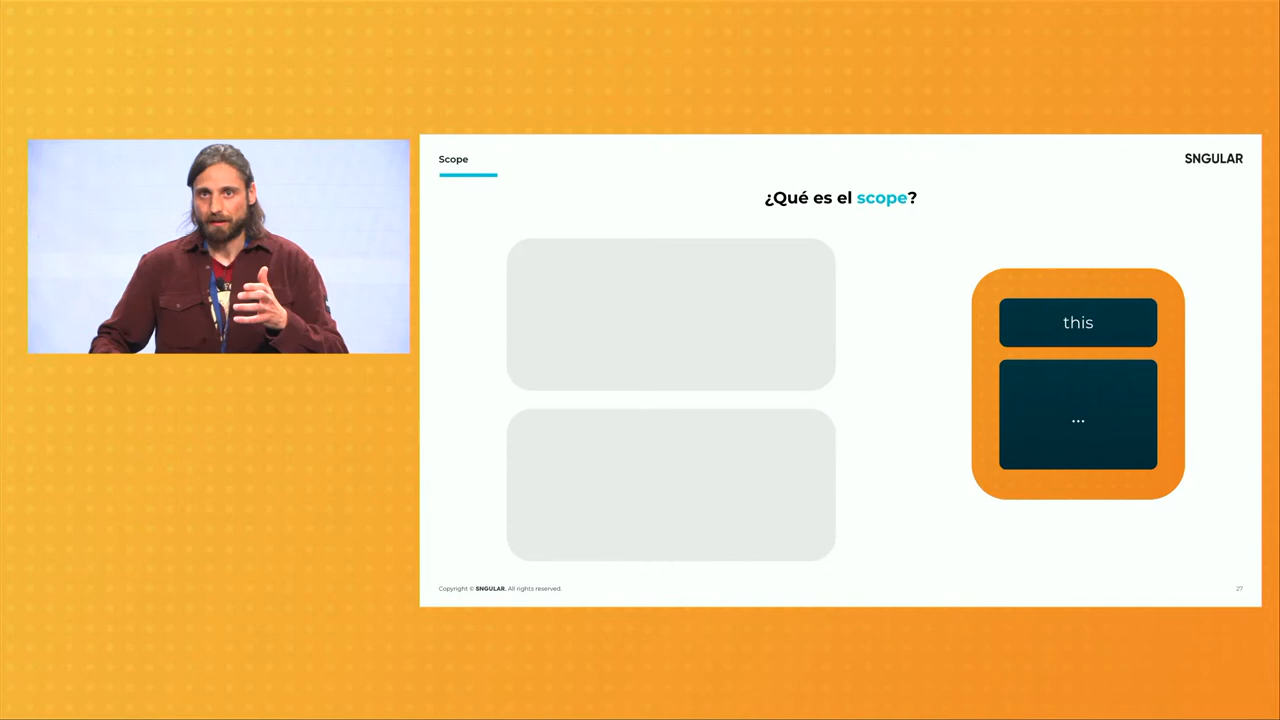 Scope
SNGULAR
¿Qué es el scope?
this
...
Copyright © SNGULAR. All rights reserved.
27